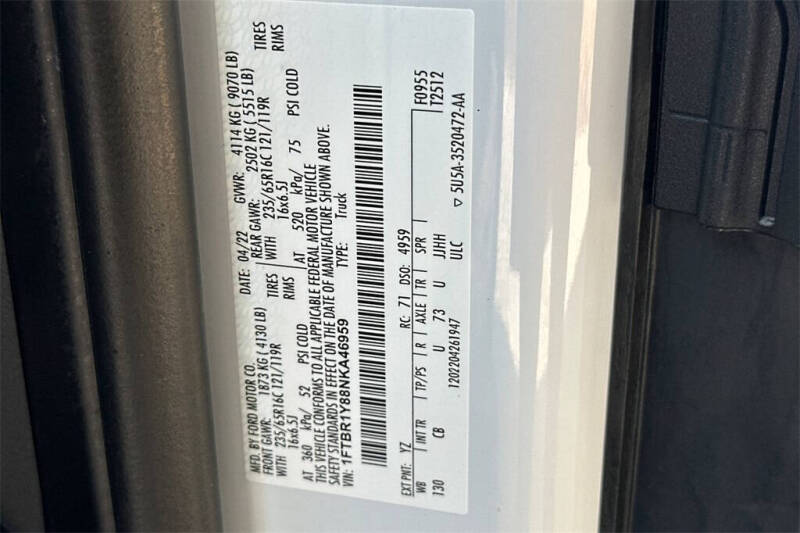 MFD. BY FORD MOTOR CO.
DATE: 04/22 GVWR: 4114 KG ( 9070 LB)
FRONT GAWR: 1873 KG ( 4130 LB)
REAR GAWR: 2502 KG ( 5515 LB)
WITH 235/65R16C 121/119R TIRES
WITH 235/65R16C 121/119R TIRES
16x6.5J RIMS
16x6.5J RIMS
AT 360 kPa/ 52 PSI COLD
AT 520 kPa/ 75 PSI COLD
THIS VEHICLE CONFORMS TO ALL APPLICABLE FEDERAL MOTOR VEHICLE
SAFETY STANDARDS IN EFFECT ON THE DATE OF MANUFACTURE SHOWN ABOVE.
VIN: 1FTBR1Y88NKA46959 TYPE: Truck
F0955
T2512
EXT PNT: YZ RC: 71 DSO: 4959
WB INT TR TP/PS R AXLE TR SPR
130 CB U 73 U JJHH
1202204261947 ULC
▽ 5U5A-3520472-AA